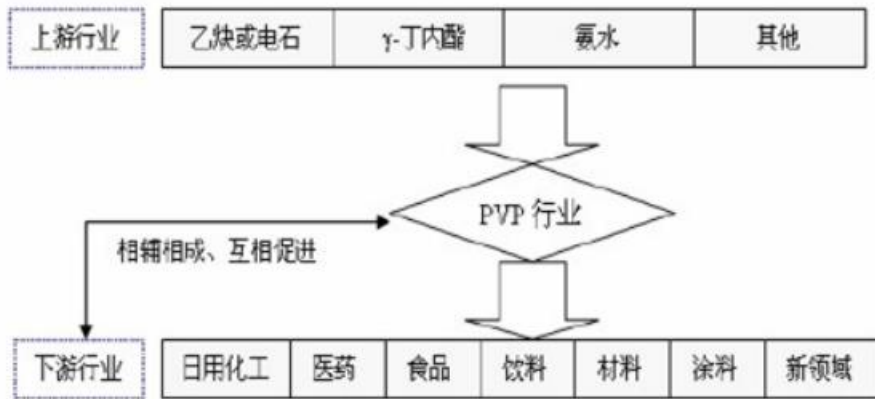 上游行业 乙炔或电石 γ-丁内酯 氨水 其他
PVP 行业
相辅相成、互相促进
下游行业 日用化工 医药 食品 饮料 材料 涂料 新领域